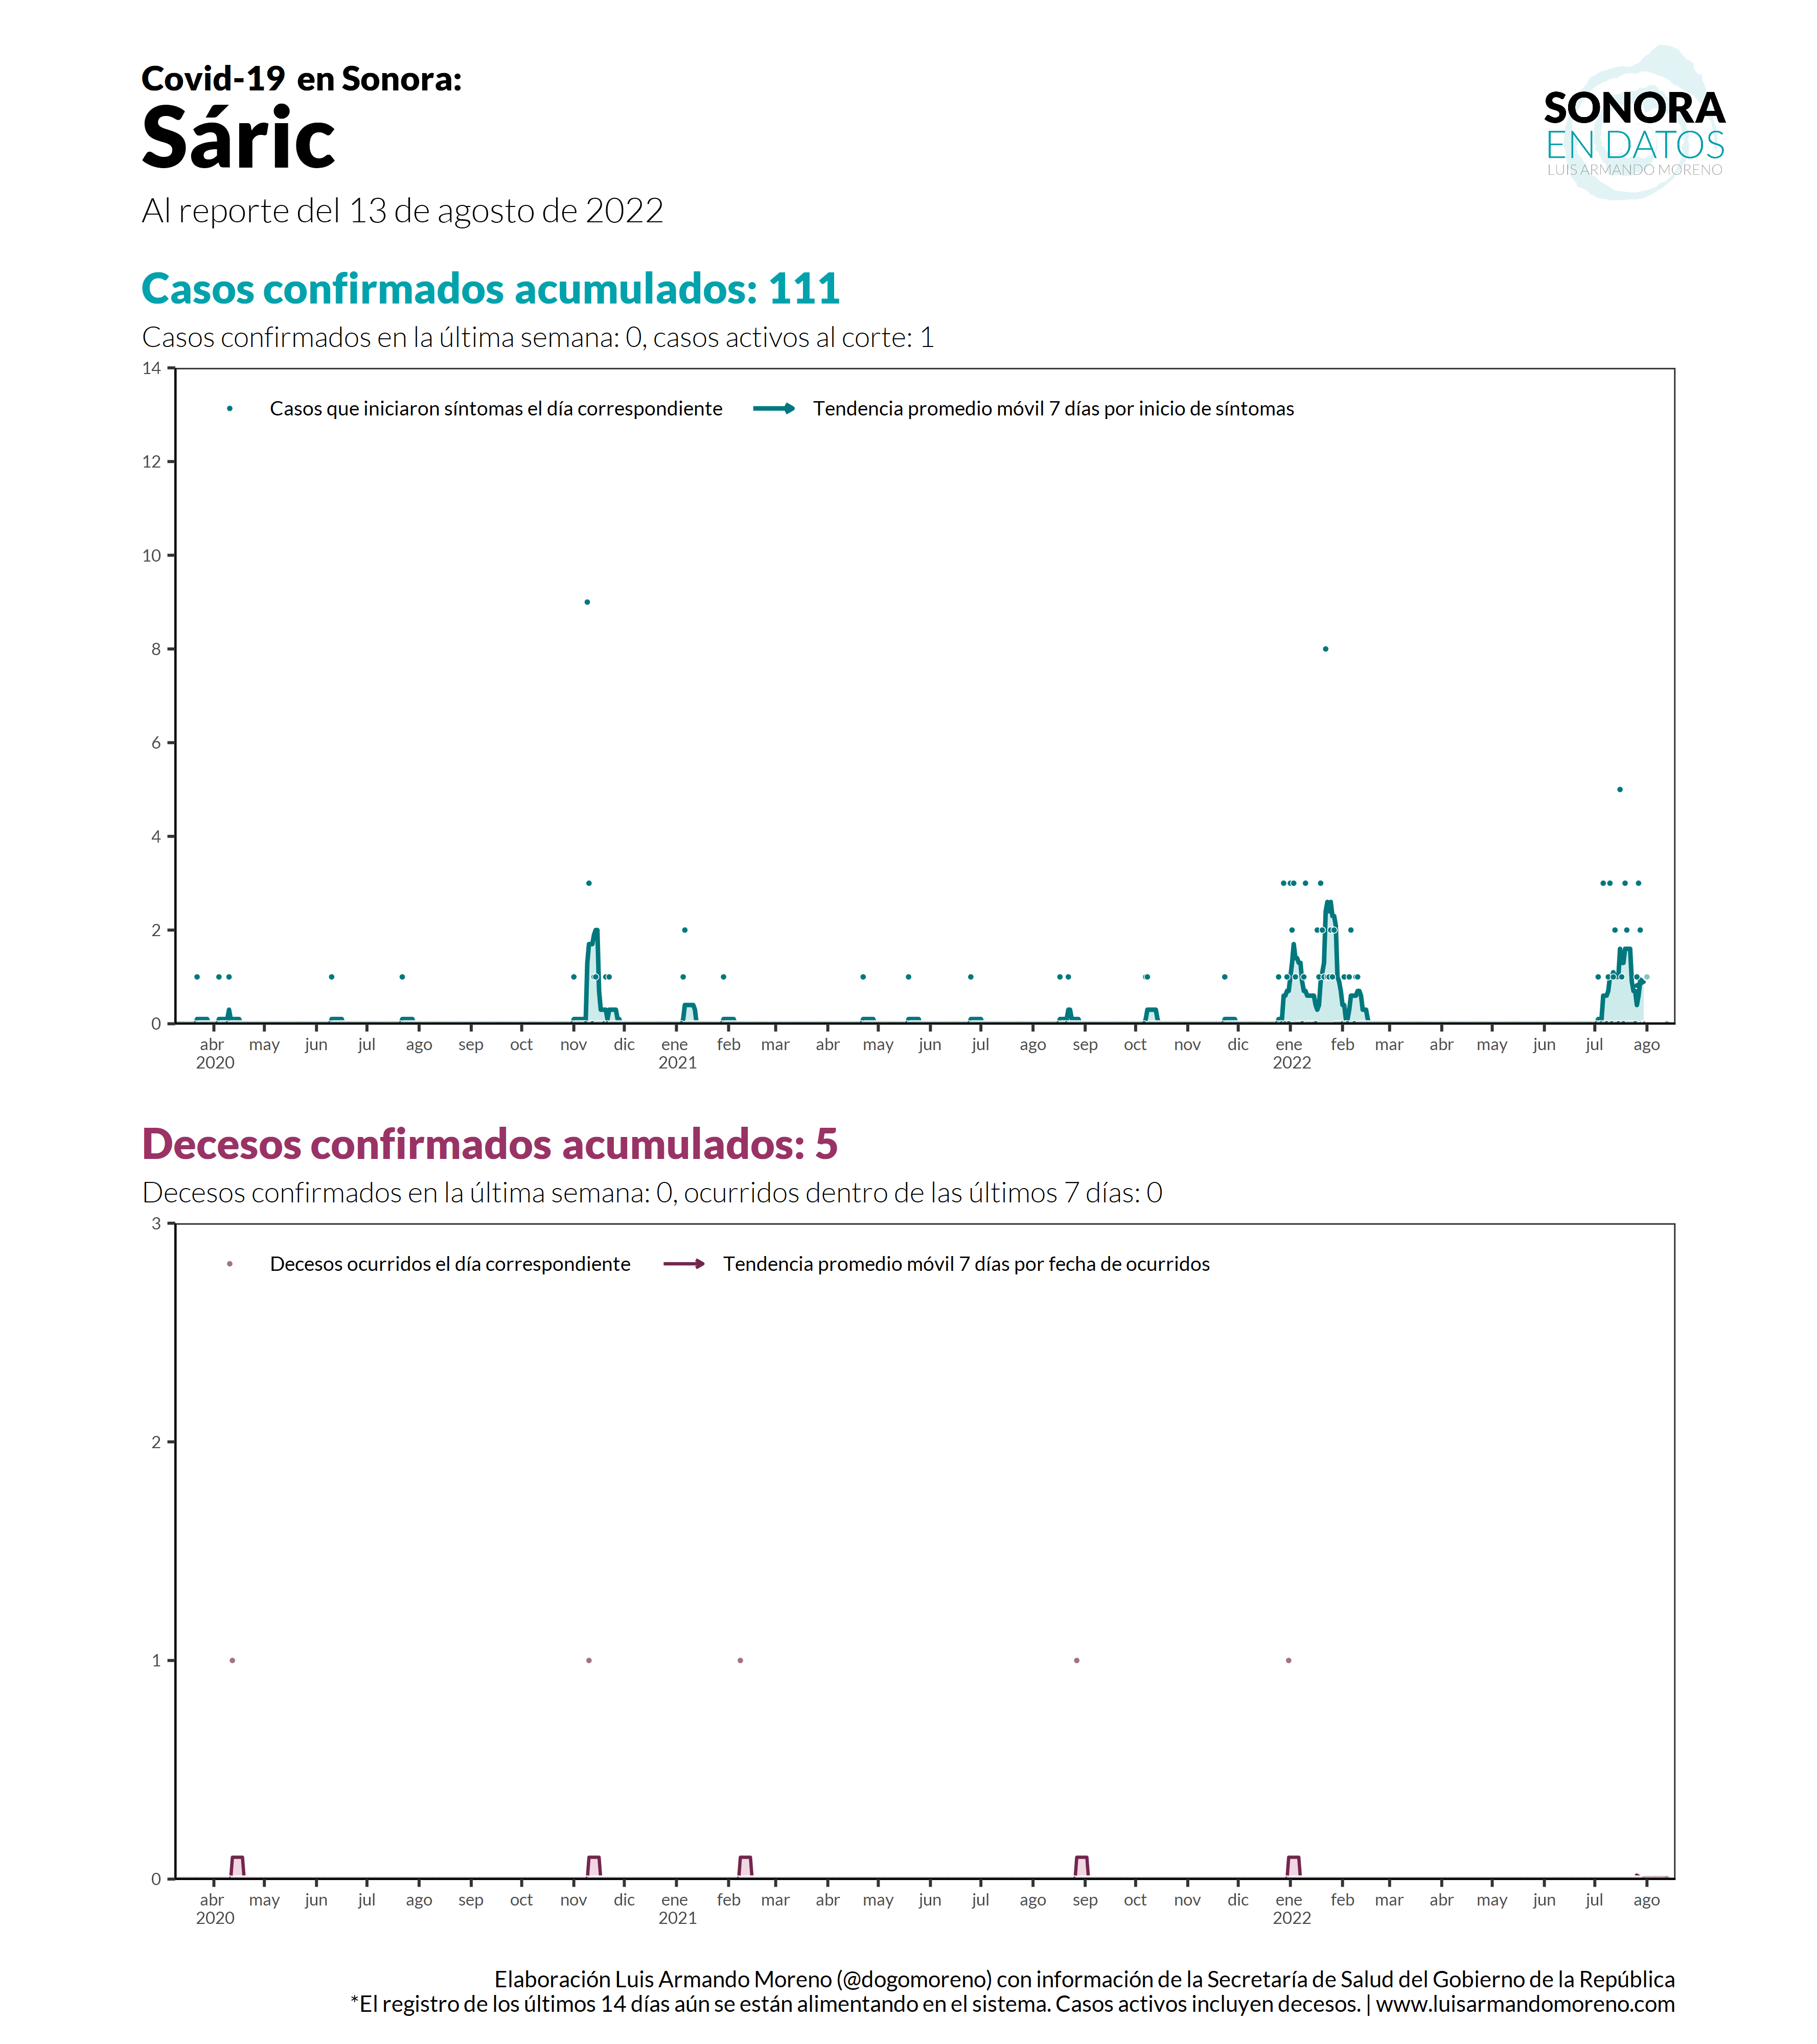 Covid-19 en Sonora:
Sáric
Al reporte del 13 de agosto de 2022
SONORA
EN DATOS
LUIS ARMANDO MORENO
Casos confirmados acumulados: 111
Casos confirmados en la última semana: 0, casos activos al corte: 1
Casos que iniciaron síntomas el día correspondiente Tendencia promedio móvil 7 días por inicio de síntomas
14
12
10
8
6
4
2
0
abr may jun jul ago sep oct nov dic ene feb mar abr may jun jul ago sep oct nov dic ene feb mar abr may jun jul ago
2020 2021 2022
Decesos confirmados acumulados: 5
Decesos confirmados en la última semana: 0, ocurridos dentro de las últimos 7 días: 0
Decesos ocurridos el día correspondiente Tendencia promedio móvil 7 días por fecha de ocurridos
3
2
1
0
abr may jun jul ago sep oct nov dic ene feb mar abr may jun jul ago sep oct nov dic ene feb mar abr may jun jul ago
2020 2021 2022
Elaboración Luis Armando Moreno (@dogomoreno) con información de la Secretaría de Salud del Gobierno de la República
*El registro de los últimos 14 días aún se están alimentando en el sistema. Casos activos incluyen decesos. | www.luisarmandomoreno.com